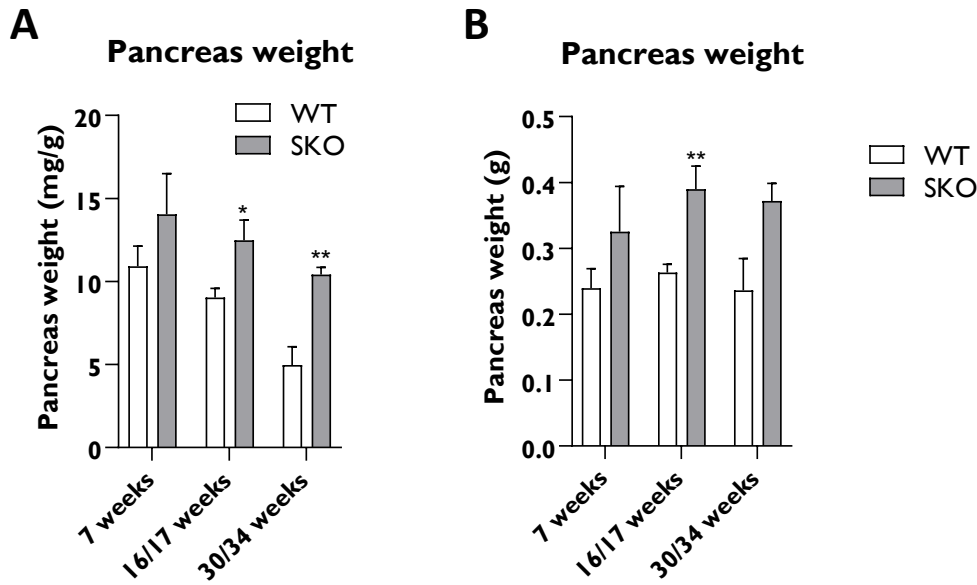 A
Pancreas weight
Pancreas weight (mg/g)
20
15
10
5
0
WT
SKO
*
**
7 weeks
16/17 weeks
30/34 weeks
B
Pancreas weight
Pancreas weight (g)
0.5
0.4
0.3
0.2
0.1
0.0
**
WT
SKO
7 weeks
16/17 weeks
30/34 weeks